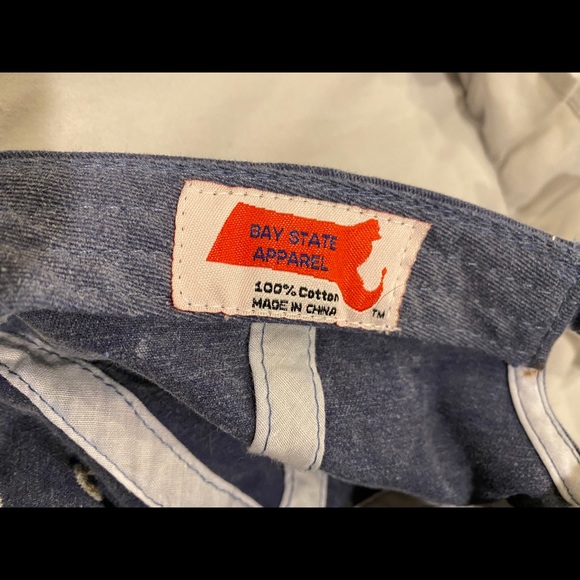 BAY STATE
APPAREL
100% Cotton
MADE IN CHINA
TM